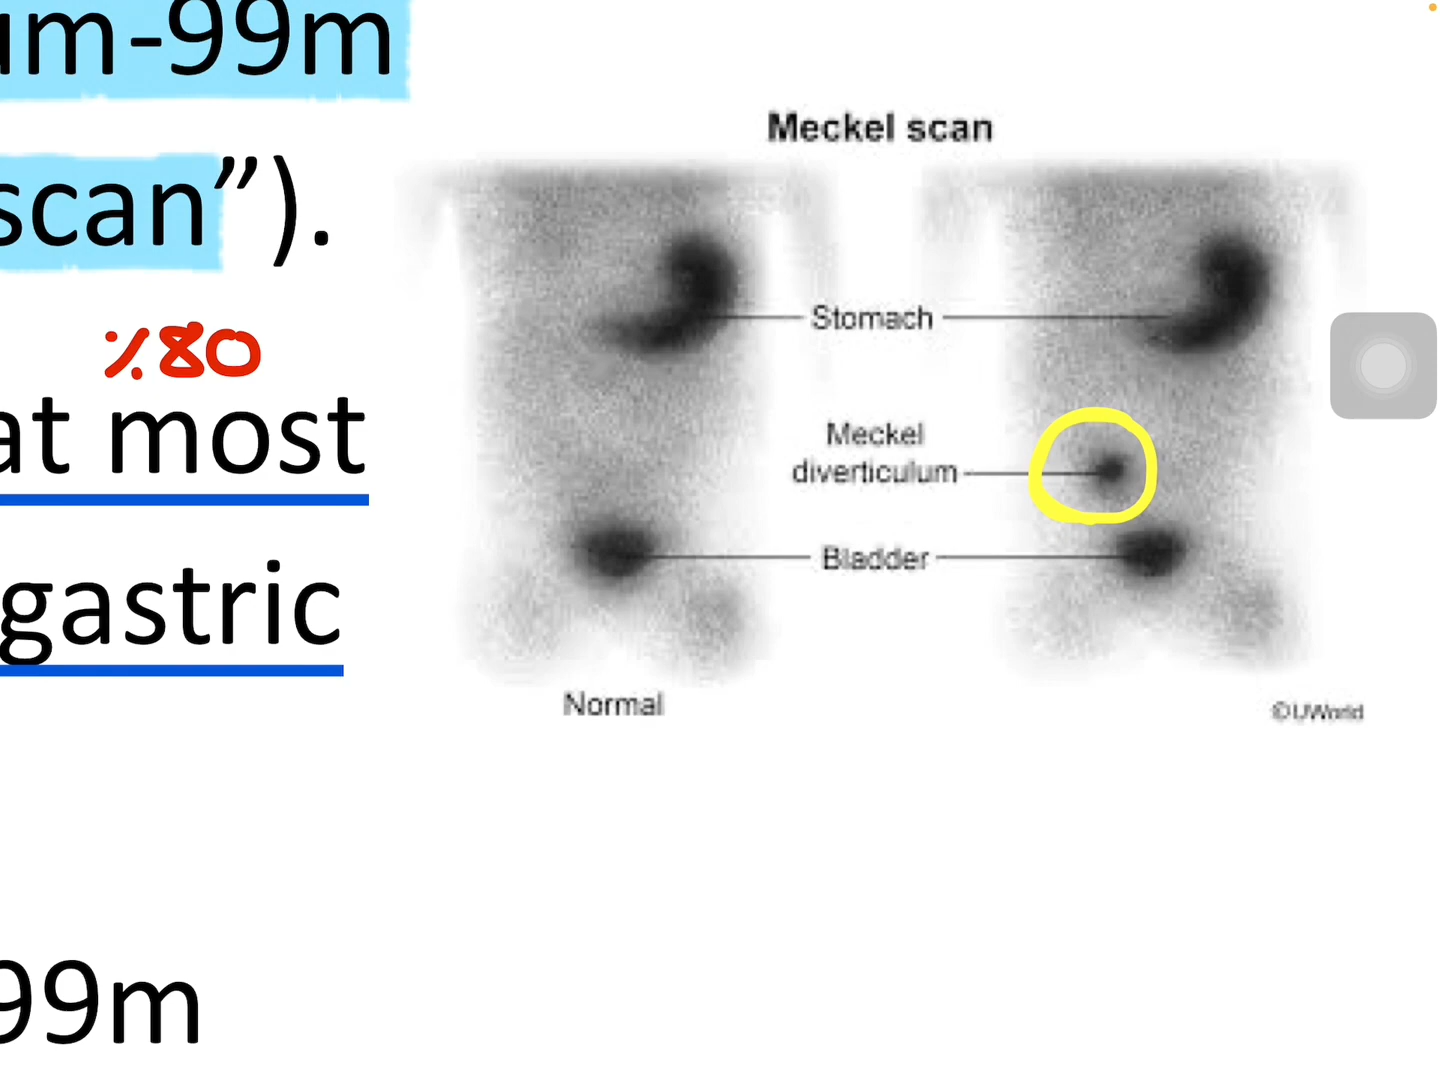 um-99m
scan”).
٪80
at most
gastric
99m
Meckel scan
Stomach
Meckel
diverticulum
Bladder
Normal
©UWorld